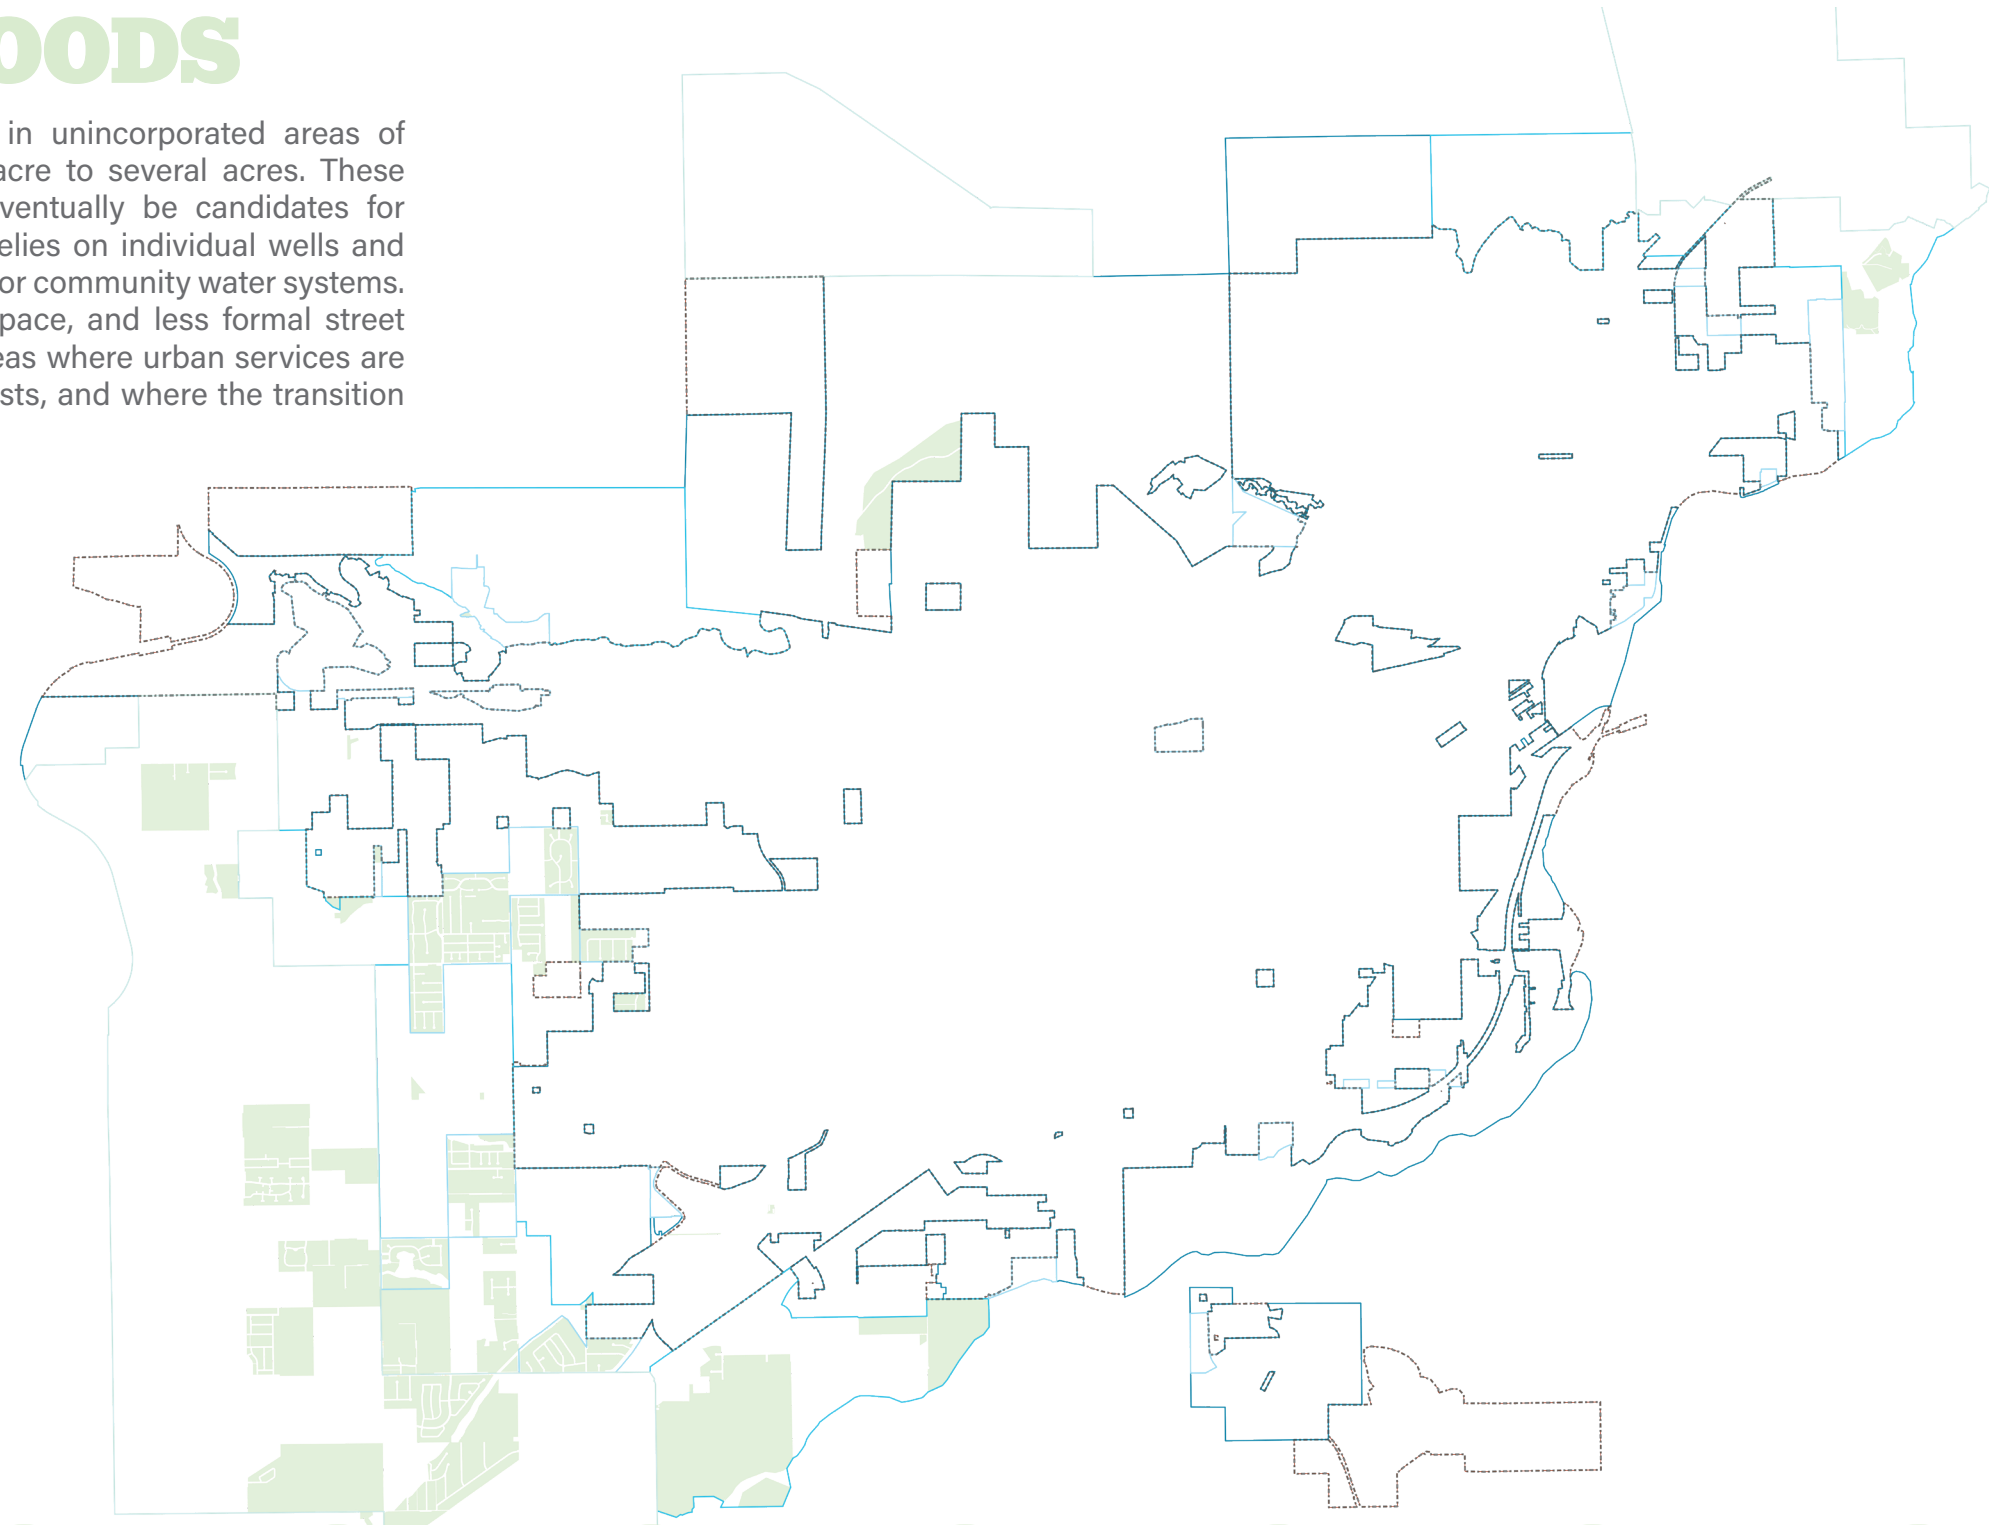 OODS
in unincorporated areas of
acre to several acres. These
ventually be candidates for
elies on individual wells and
or community water systems.
pace, and less formal street
eas where urban services are
sts, and where the transition